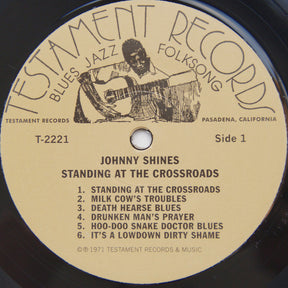 TESTAMENT RECORDS
BLUES JAZZ FOLKSONG
TESTAMENT RECORDS
PASADENA, CALIFORNIA
T-2221
Side 1
JOHNNY SHINES
STANDING AT THE CROSSROADS
1. STANDING AT THE CROSSROADS
2. MILK COW'S TROUBLES
3. DEATH HEARSE BLUES
4. DRUNKEN MAN'S PRAYER
5. HOO-DOO SNAKE DOCTOR BLUES
6. IT'S A LOWDOWN DIRTY SHAME
©℗ 1971 TESTAMENT RECORDS & MUSIC